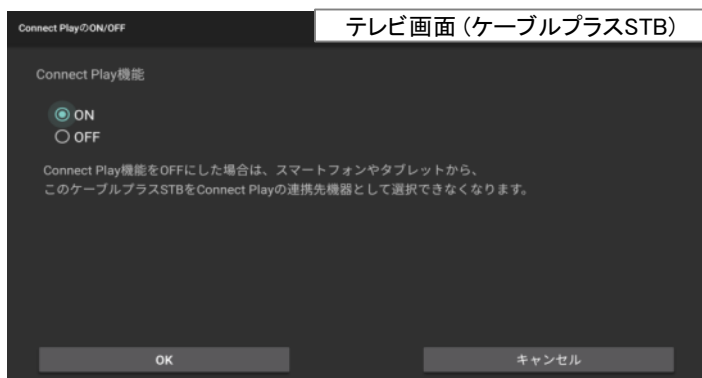 Connect PlayのON/OFF
テレビ画面（ケーブルプラスSTB）
Connect Play機能
ON
OFF
Connect Play機能をOFFにした場合は、スマートフォンやタブレットから、
このケーブルプラスSTBをConnect Playの連携先機器として選択できなくなります。
OK
キャンセル